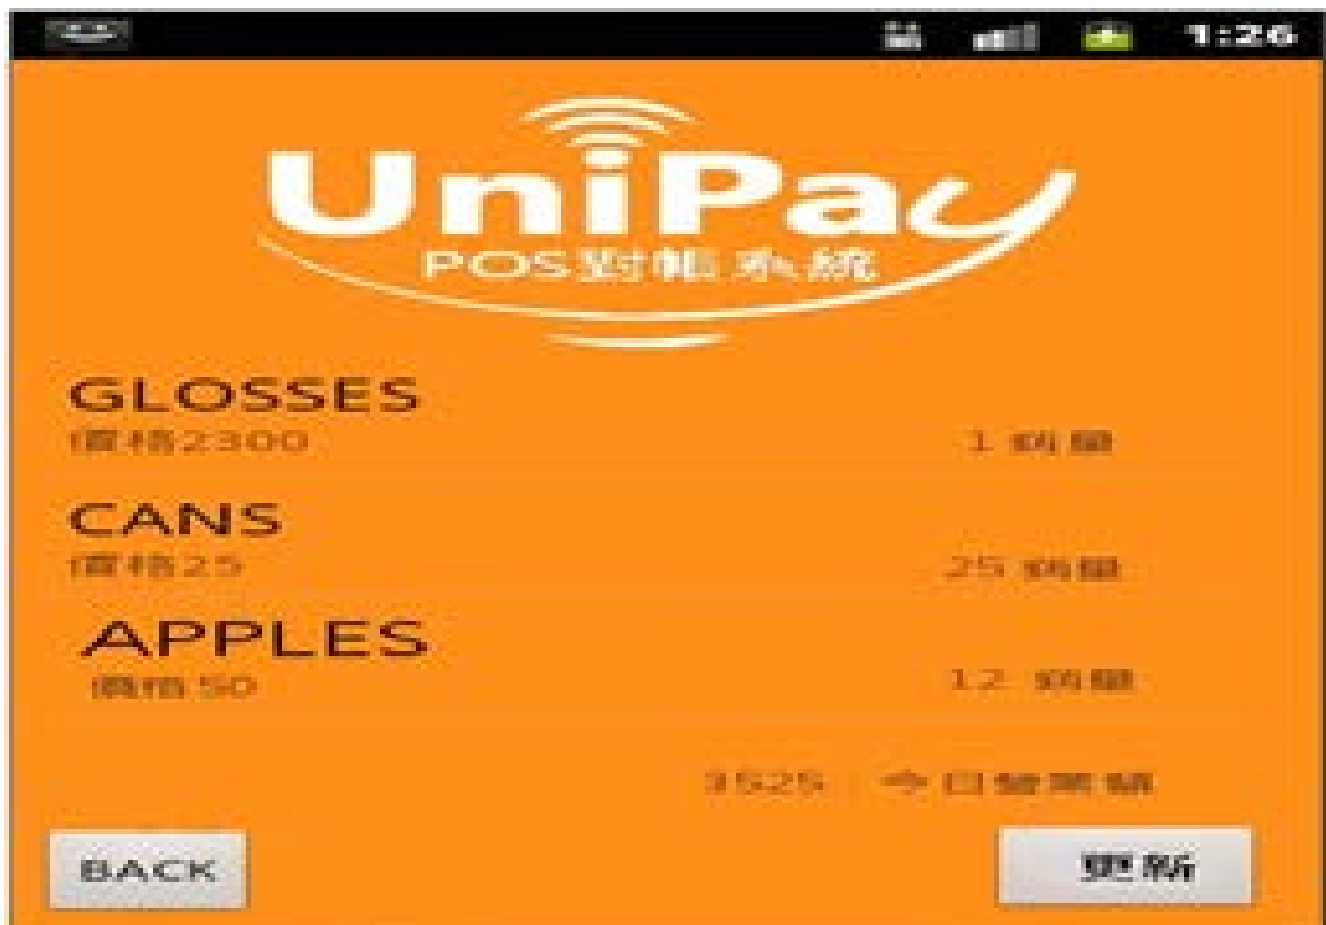 1:26
UniPay
POS對帳系統
GLOSSES
價格2300
1 銷量
CANS
價格25
25 銷量
APPLES
價格50
12 銷量
3525 今日營業額
BACK
更新